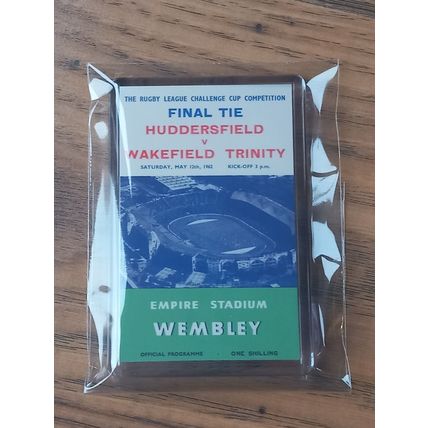 THE RUGBY LEAGUE CHALLENGE CUP COMPETITION
FINAL TIE
HUDDERSFIELD
V
WAKEFIELD TRINITY
SATURDAY, MAY 12th, 1962 KICK-OFF 3 p.m.
EMPIRE STADIUM
WEMBLEY
OFFICIAL PROGRAMME - ONE SHILLING